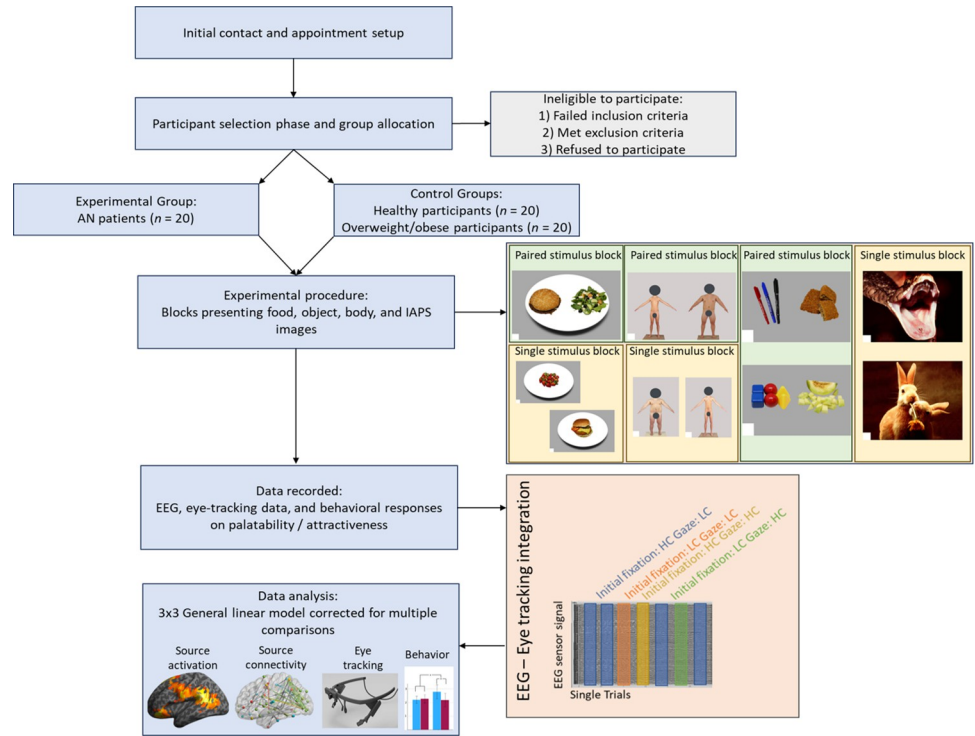 Initial contact and appointment setup
Participant selection phase and group allocation
Ineligible to participate:
1) Failed inclusion criteria
2) Met exclusion criteria
3) Refused to participate
Experimental Group:
AN patients (n = 20)
Control Groups:
Healthy participants (n = 20)
Overweight/obese participants (n = 20)
Experimental procedure:
Blocks presenting food, object, body, and IAPS
images
Paired stimulus block
Paired stimulus block
Paired stimulus block
Single stimulus block
Single stimulus block
Single stimulus block
Data recorded:
EEG, eye-tracking data, and behavioral responses
on palatability / attractiveness
EEG – Eye tracking integration
Initial fixation: HC Gaze: LC
Initial fixation: LC Gaze: LC
Initial fixation: HC Gaze: HC
Initial fixation: LC Gaze: HC
EEG sensor signal
Single Trials
Data analysis:
3x3 General linear model corrected for multiple
comparisons
Source
activation
Source
connectivity
Eye
tracking
Behavior